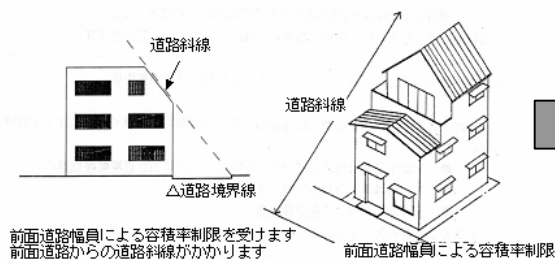 道路斜線
△道路境界線
前面道路幅員による容積率制限を受けます
前面道路からの道路斜線がかかります
道路斜線
前面道路幅員による容積率制限